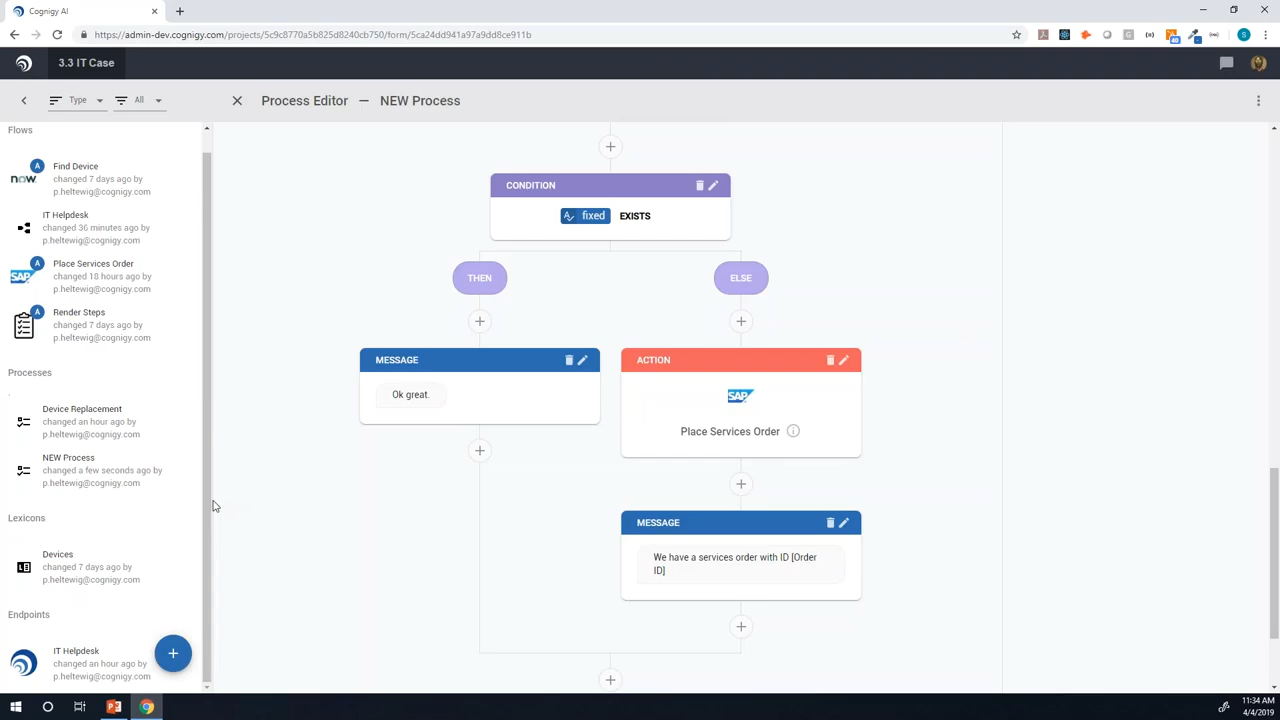 Cognigy AI
https://admin-dev.cognigy.com/projects/5c9c8770a5b825d8240cb750/form/5ca24dd941a97a9dd8ce911b
3.3 IT Case
Type
All
Process Editor — NEW Process
Flows
Find Device
changed 7 days ago by
p.heltewig@cognigy.com
IT Helpdesk
changed 36 minutes ago by
p.heltewig@cognigy.com
Place Services Order
changed 18 hours ago by
p.heltewig@cognigy.com
Render Steps
changed 7 days ago by
p.heltewig@cognigy.com
Processes
Device Replacement
changed an hour ago by
p.heltewig@cognigy.com
NEW Process
changed a few seconds ago by
p.heltewig@cognigy.com
Lexicons
Devices
changed 7 days ago by
p.heltewig@cognigy.com
Endpoints
IT Helpdesk
changed an hour ago by
p.heltewig@cognigy.com
now
A
SAP
A
A
CONDITION
fixed EXISTS
THEN
ELSE
MESSAGE
Ok great.
ACTION
SAP
Place Services Order
MESSAGE
We have a services order with ID [Order
ID]
11:34 AM
4/4/2019